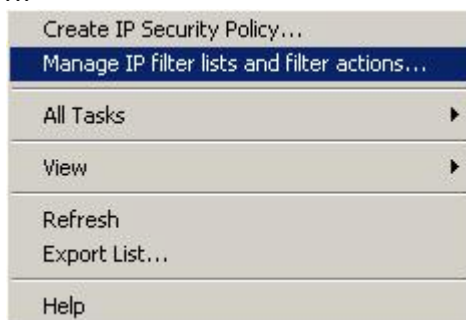 ...
Create IP Security Policy...
Manage IP filter lists and filter actions...
All Tasks
View
Refresh
Export List...
Help